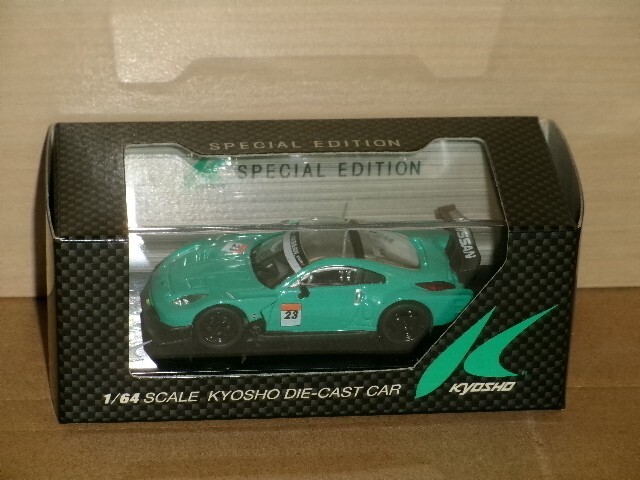 SPECIAL EDITION
SPECIAL EDITION
NISSAN
23
1/64 SCALE KYOSHO DIE-CAST CAR
KYOSHO